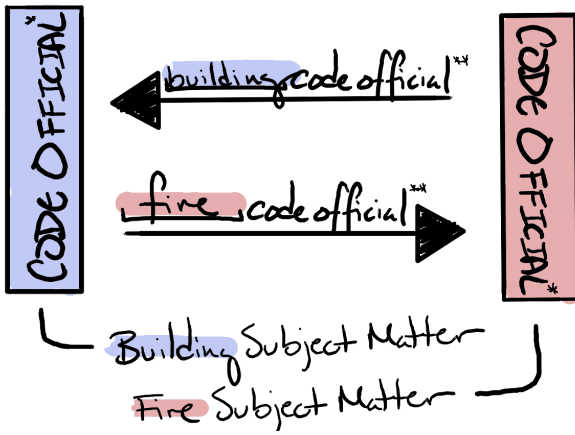 CODE OFFICIAL*
building code official**
fire code official**
CODE OFFICIAL*
Building Subject Matter
Fire Subject Matter